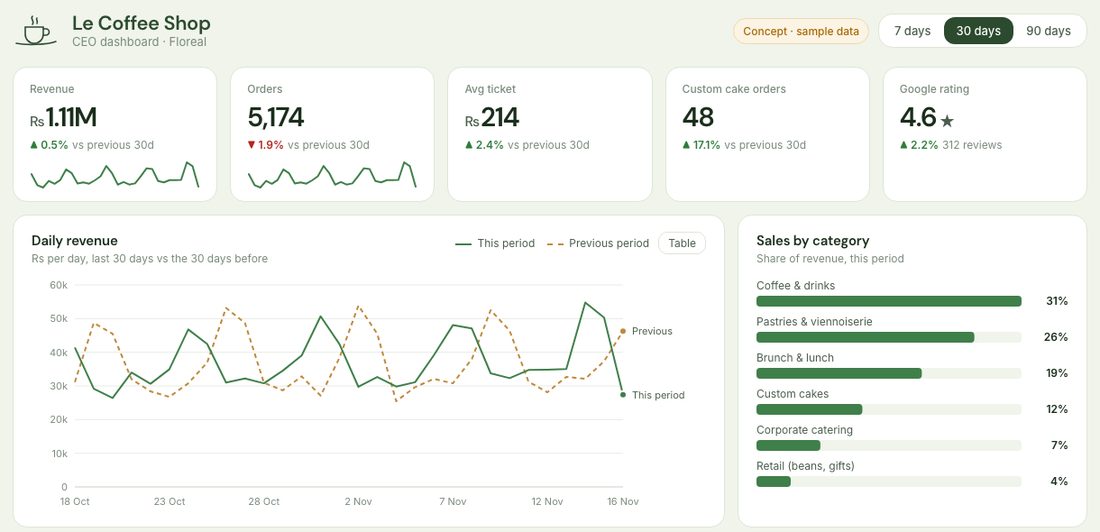 Le Coffee Shop
CEO dashboard · Floreal
Concept · sample data
7 days
30 days
90 days
Revenue
Rs 1.11M
▲ 0.5% vs previous 30d
Orders
5,174
▼ 1.9% vs previous 30d
Avg ticket
Rs 214
▲ 2.4% vs previous 30d
Custom cake orders
48
▲ 17.1% vs previous 30d
Google rating
4.6 ★
▲ 2.2% 312 reviews
Daily revenue
Rs per day, last 30 days vs the 30 days before
This period
Previous period
Table
60k
50k
40k
30k
20k
10k
0
18 Oct
23 Oct
28 Oct
2 Nov
7 Nov
12 Nov
16 Nov
Previous
This period
Sales by category
Share of revenue, this period
Coffee & drinks
31%
Pastries & viennoiserie
26%
Brunch & lunch
19%
Custom cakes
12%
Corporate catering
7%
Retail (beans, gifts)
4%